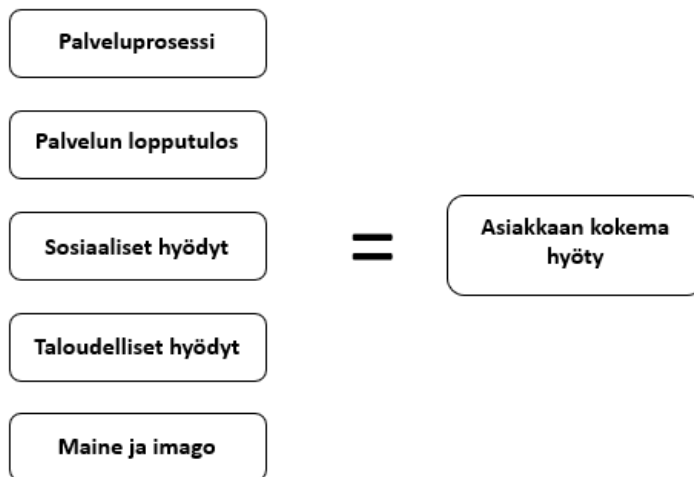 Palveluprosessi
Palvelun lopputulos
Sosiaaliset hyödyt
=
Asiakkaan kokema
hyöty
Taloudelliset hyödyt
Maine ja imago